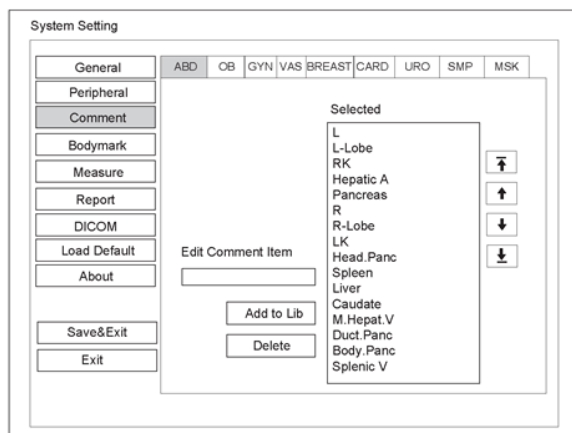 System Setting
General
Peripheral
Comment
Bodymark
Measure
Report
DICOM
Load Default
About
Save&Exit
Exit
ABD OB GYN VAS BREAST CARD URO SMP MSK
Edit Comment Item
Add to Lib
Delete
Selected
L
L-Lobe
RK
Hepatic A
Pancreas
R
R-Lobe
LK
Head.Panc
Spleen
Liver
Caudate
M.Hepat.V
Duct.Panc
Body.Panc
Splenic V